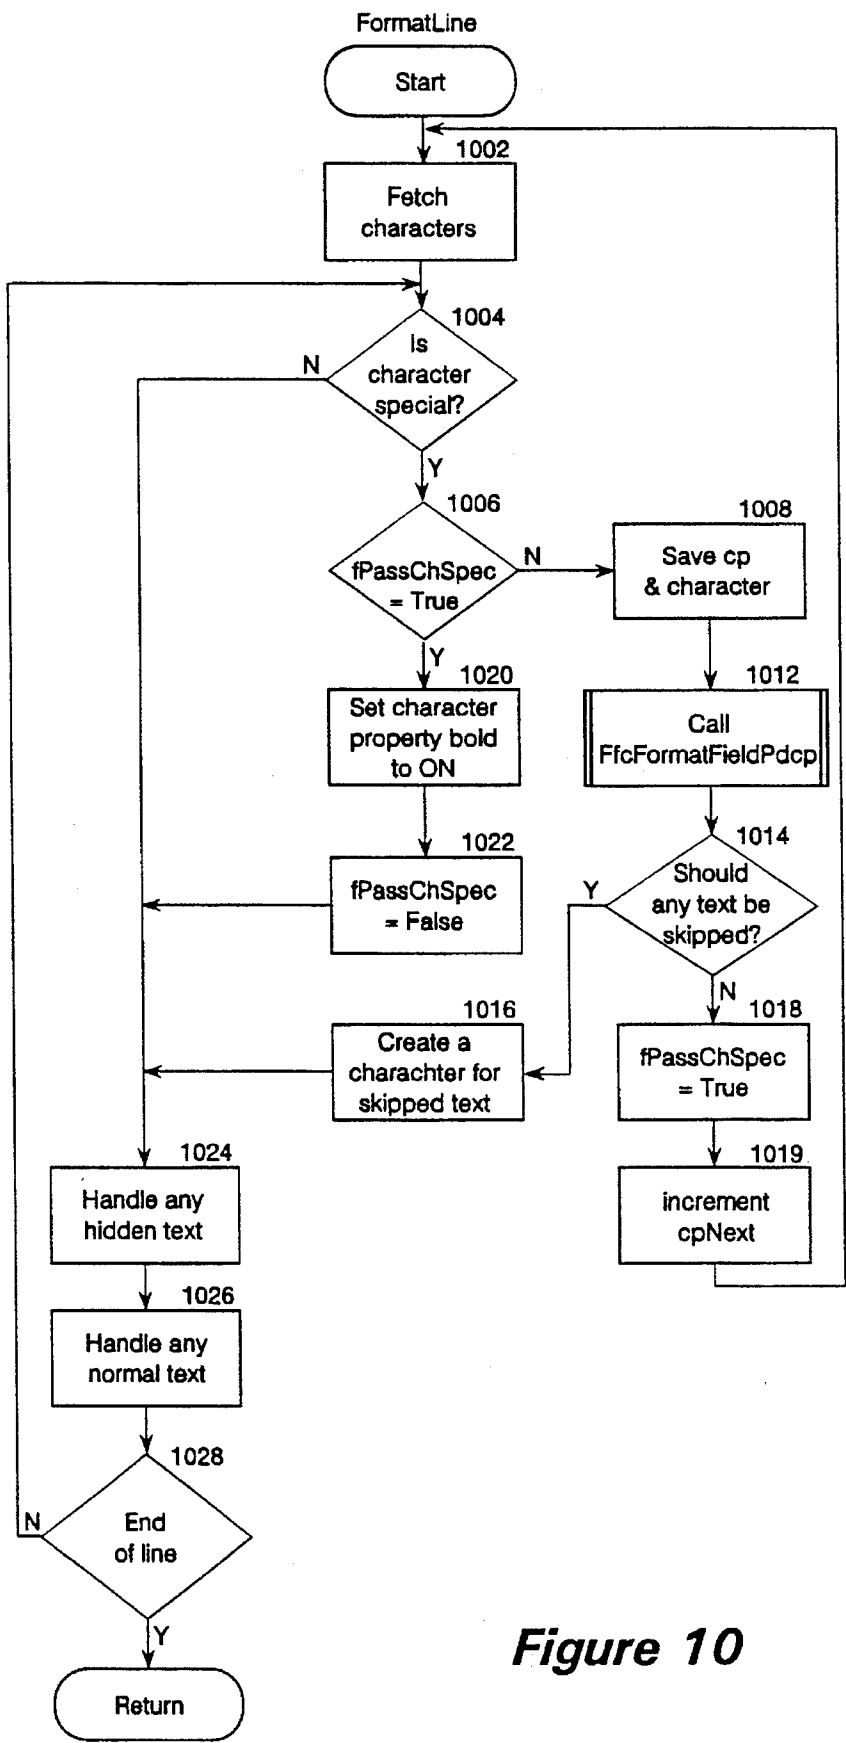 FormatLine
Start
1002
Fetch
characters
1004
Is
character
special?
N
Y
1006
fPassChSpec
= True
N
Y
1008
Save cp
& character
1012
Call
FfcFormatFieldPdcp
1014
Should
any text be
skipped?
Y
N
1020
Set character
property bold
to ON
1022
fPassChSpec
= False
1016
Create a
charachter for
skipped text
1018
fPassChSpec
= True
1019
increment
cpNext
1024
Handle any
hidden text
1026
Handle any
normal text
1028
End
of line
N
Y
Return
Figure 10